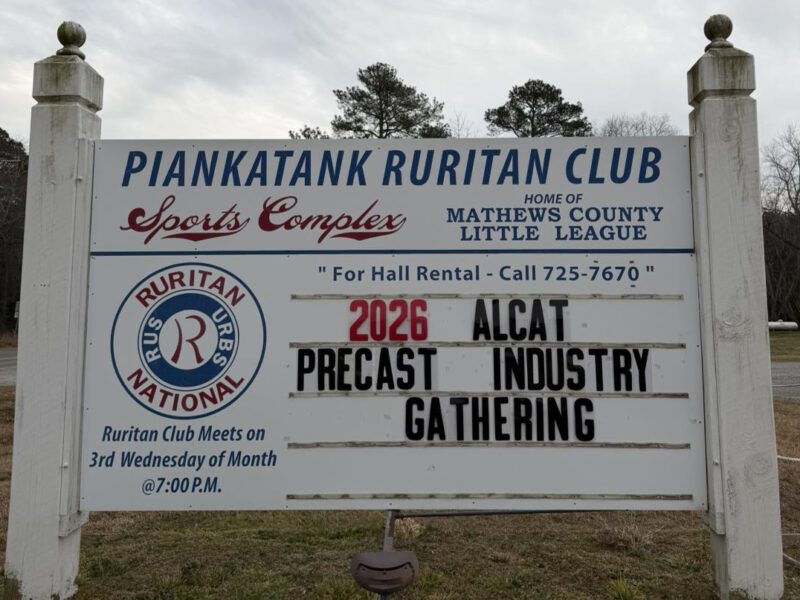 PIANKATANK RURITAN CLUB
Sports Complex
HOME OF
MATHEWS COUNTY
LITTLE LEAGUE
" For Hall Rental - Call 725-7670 "
RURITAN
RUS URBS
R
NATIONAL
Ruritan Club Meets on
3rd Wednesday of Month
@7:00 P.M.
2026 ALCAT
PRECAST INDUSTRY
GATHERING